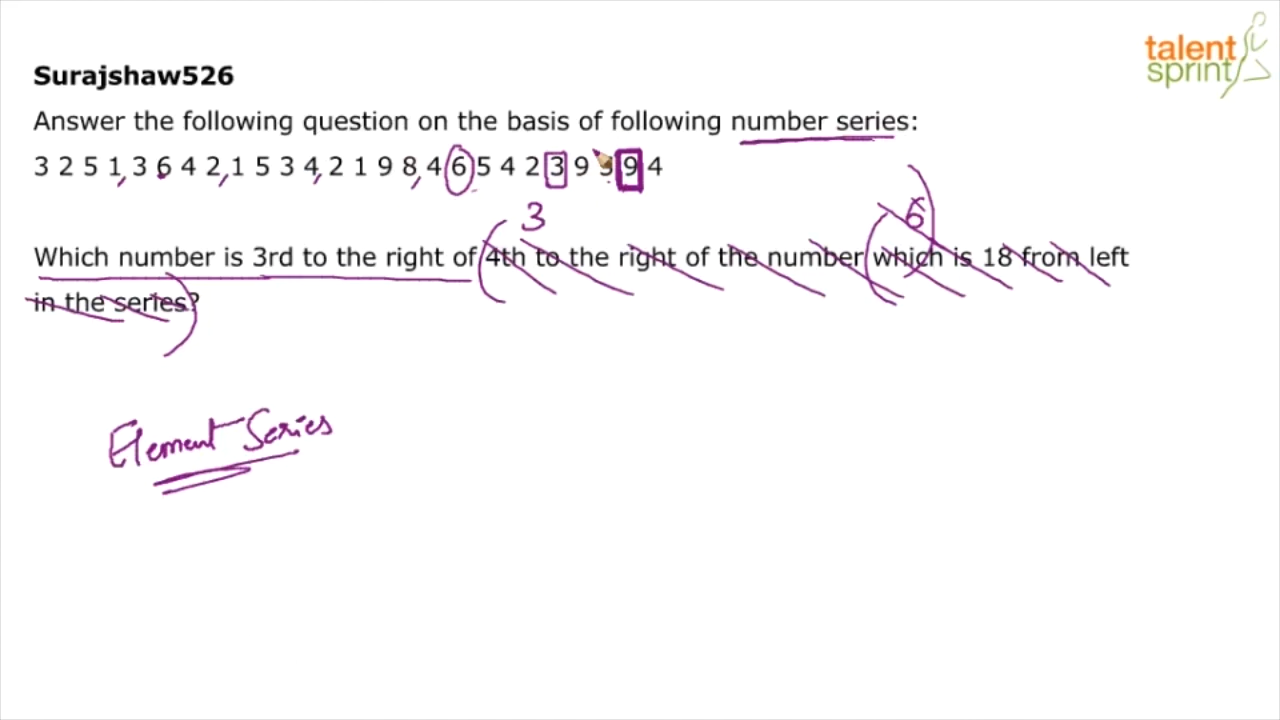 talent
sprint
Surajshaw526
Answer the following question on the basis of following number series:
3 2 5 1 3 6 4 2 1 5 3 4 2 1 9 8 4 6 5 4 2 3 9 5 9 4
3
6
Which number is 3rd to the right of 4th to the right of the number which is 18 from left
in the series?
Element Series